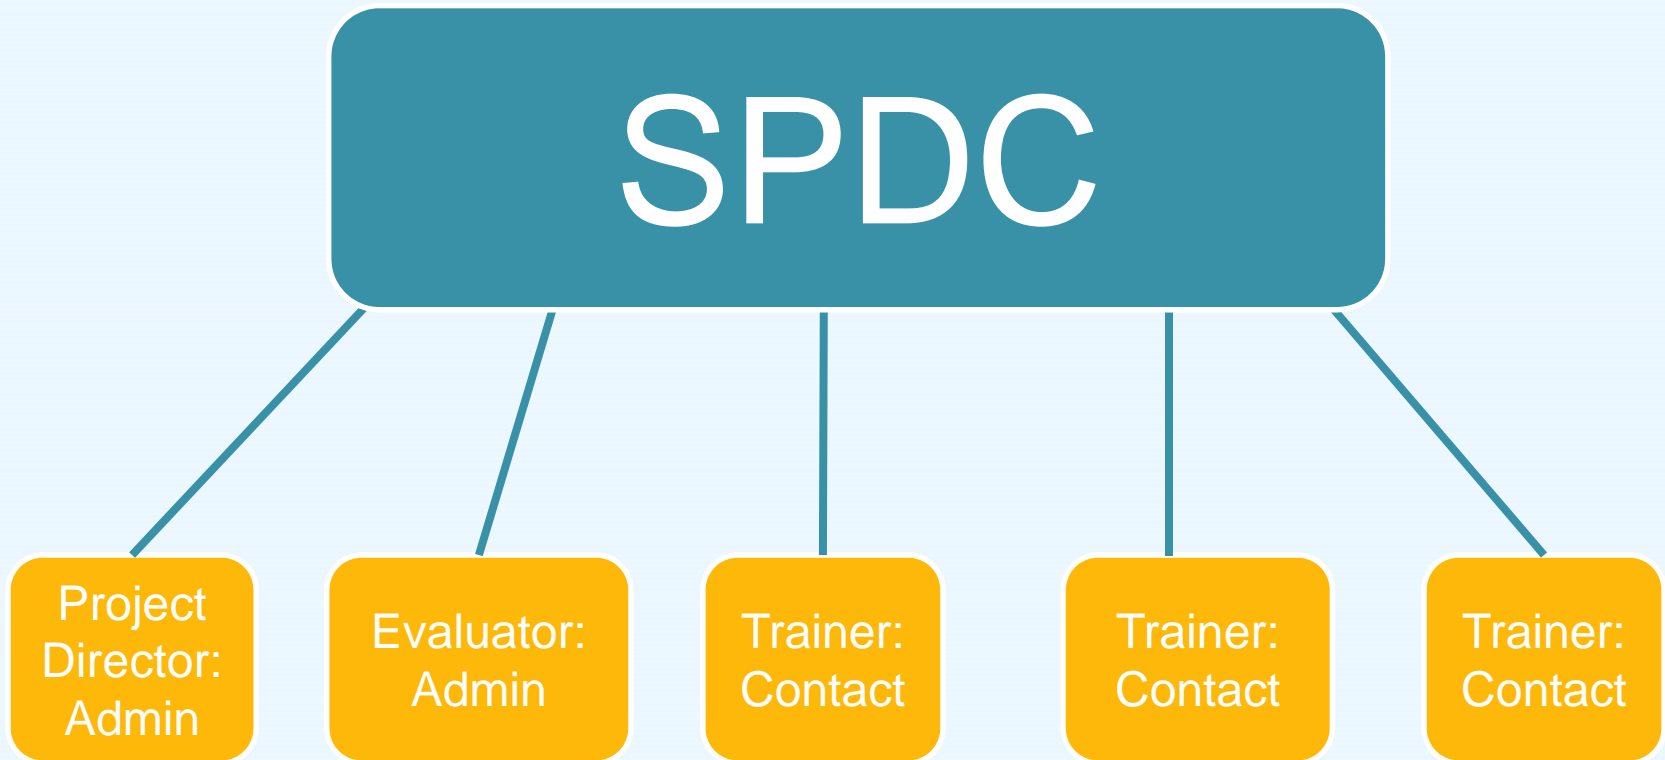 SPDC
Project
Director:
Admin
Evaluator:
Admin
Trainer:
Contact
Trainer:
Contact
Trainer:
Contact